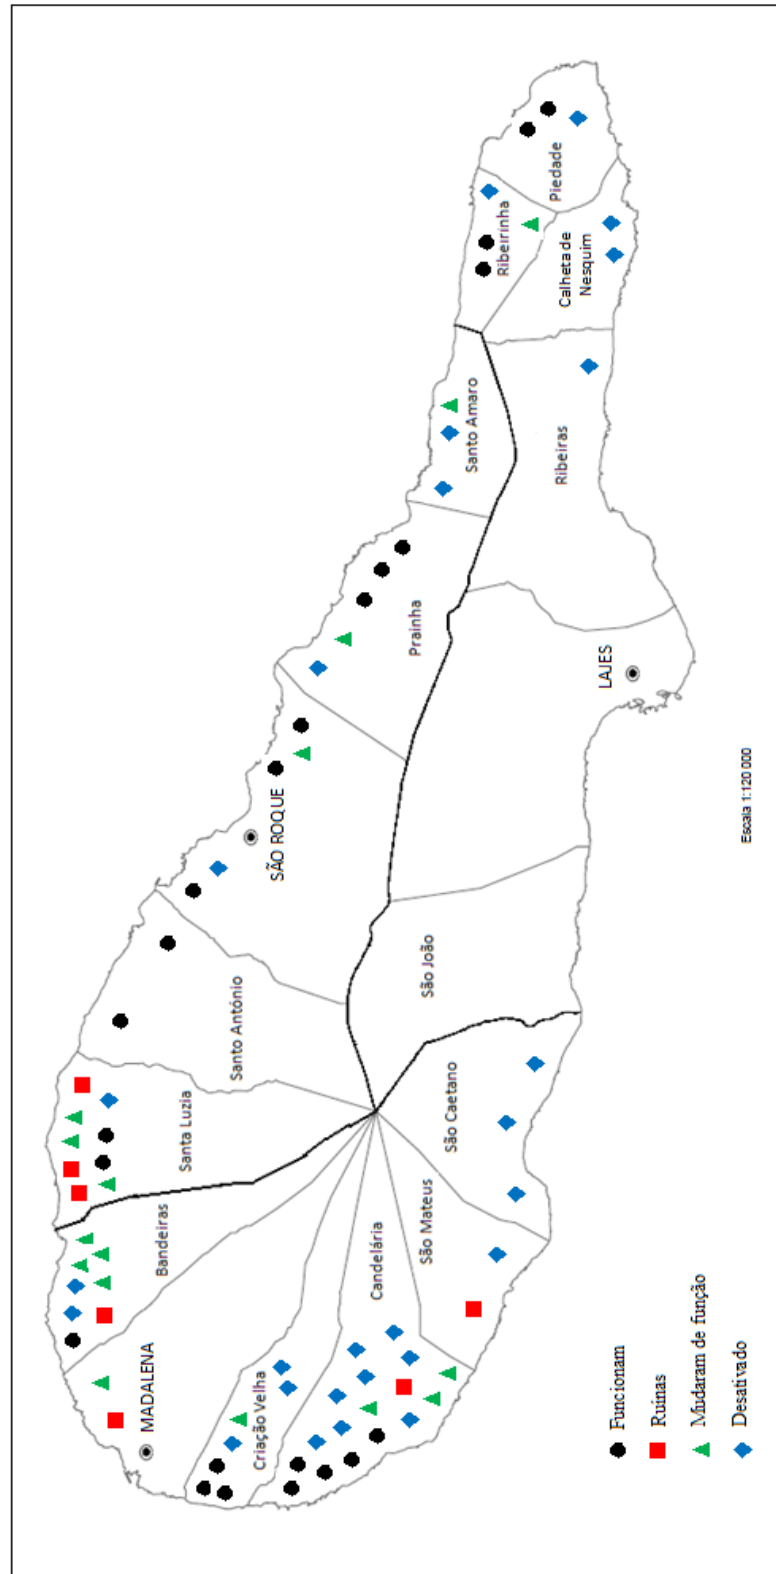 MADALENA
Bandeiras
Santa Luzia
Santo António
SÃO ROQUE
Prainha
Santo Amaro
Ribeirinha
Piedade
Calheta de
Nesquim
Ribeiras
LAJES
São João
São Caetano
São Mateus
Candelária
Criação Velha
Funcionam
Ruínas
Mudaram de função
Desativado
Escala 1:120 000